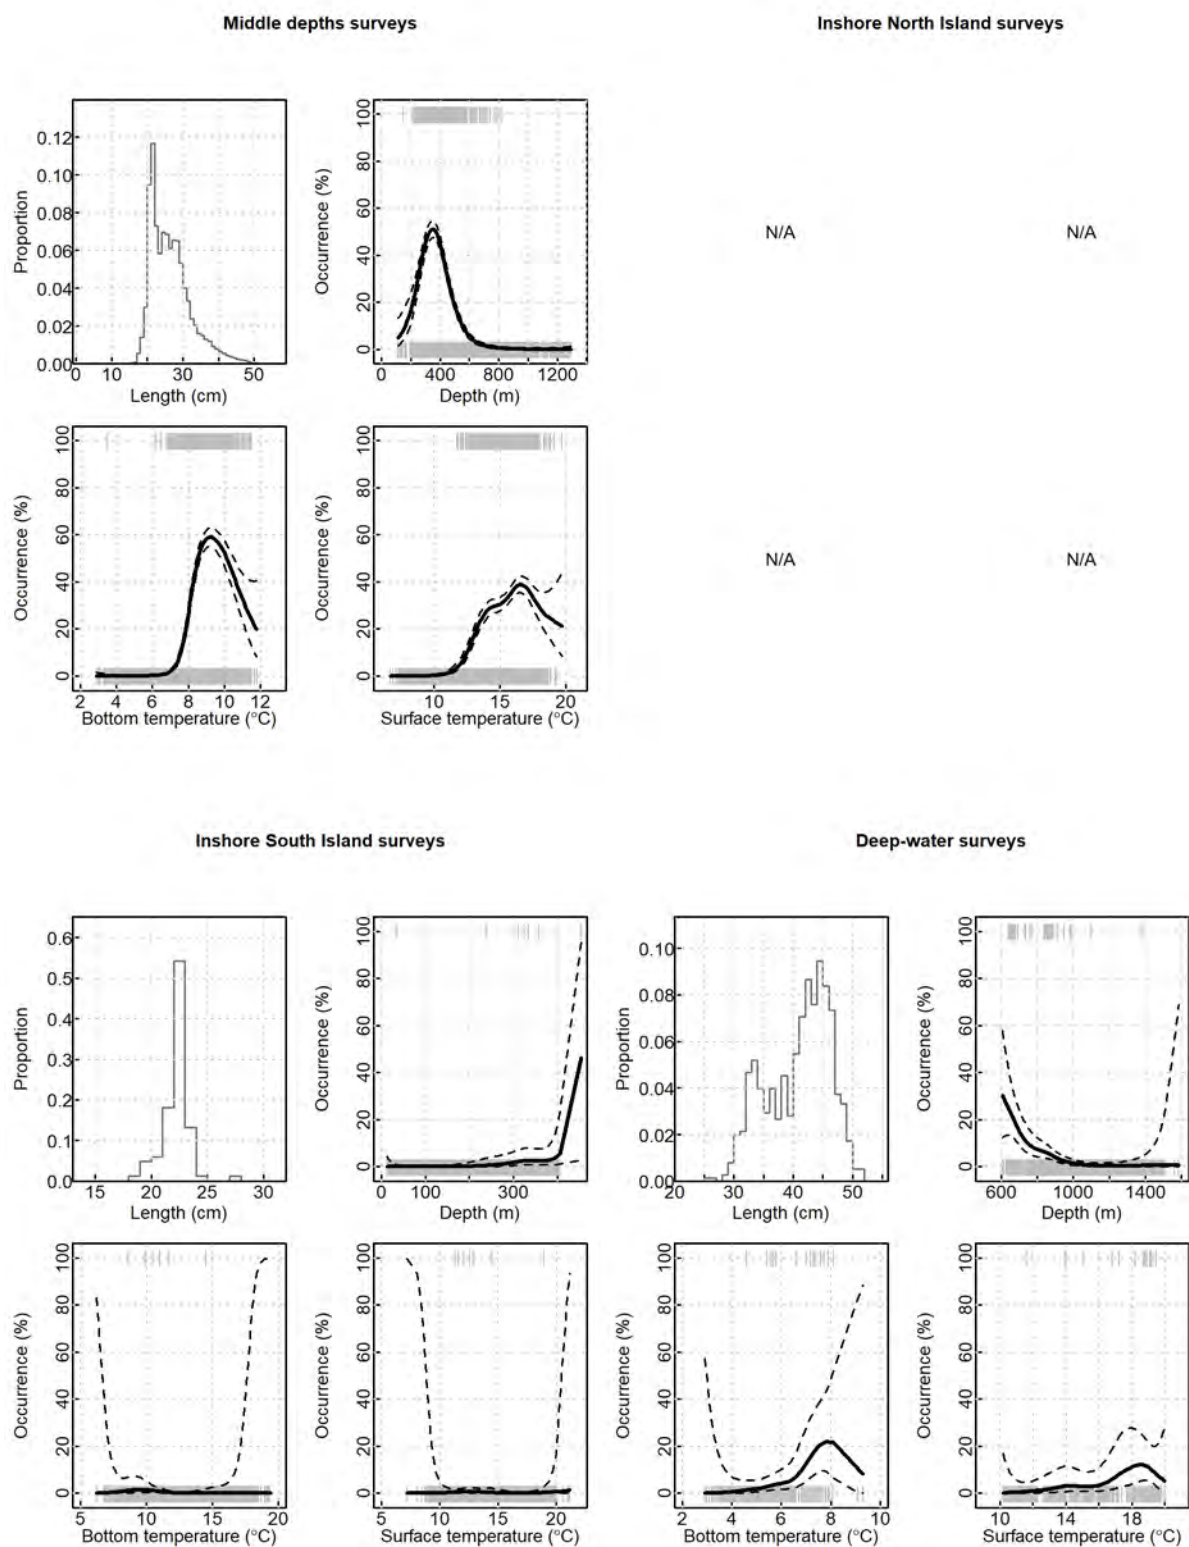 Middle depths surveys
Inshore North Island surveys
Proportion
0.12
0.10
0.08
0.06
0.04
0.02
0.00
0 10 30 50
Length (cm)
Occurrence (%)
100
80
60
40
20
0
0 400 800 1200
Depth (m)
N/A
N/A
Occurrence (%)
100
80
60
40
20
0
2 4 6 8 10 12
Bottom temperature (°C)
Occurrence (%)
100
80
60
40
20
0
10 15 20
Surface temperature (°C)
N/A
N/A
Inshore South Island surveys
Deep-water surveys
Proportion
0.6
0.5
0.4
0.3
0.2
0.1
0.0
15 20 25 30
Length (cm)
Occurrence (%)
100
80
60
40
20
0
0 100 300
Depth (m)
Proportion
0.10
0.08
0.06
0.04
0.02
0.00
20 30 40 50
Length (cm)
Occurrence (%)
100
80
60
40
20
0
600 1000 1400
Depth (m)
Occurrence (%)
100
80
60
40
20
0
5 10 15 20
Bottom temperature (°C)
Occurrence (%)
100
80
60
40
20
0
5 10 15 20
Surface temperature (°C)
Occurrence (%)
100
80
60
40
20
0
2 4 6 8 10
Bottom temperature (°C)
Occurrence (%)
100
80
60
40
20
0
10 12 14 16 18
Surface temperature (°C)